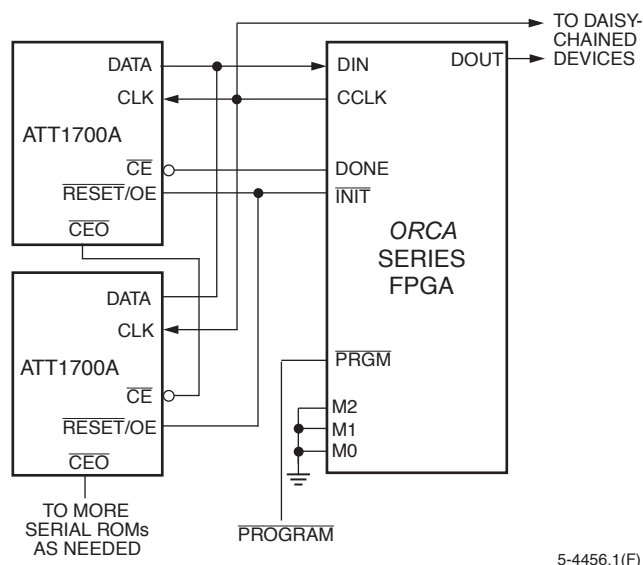 TO DAISY-
CHAINED
DEVICES
DATA
CLK
ATT1700A
CE
RESET/OE
CEO
DIN
DOUT
CCLK
DONE
INIT
ORCA
SERIES
FPGA
PRGM
M2
M1
M0
DATA
CLK
ATT1700A
CE
RESET/OE
CEO
TO MORE
SERIAL ROMs
AS NEEDED
PROGRAM
5-4456.1(F)